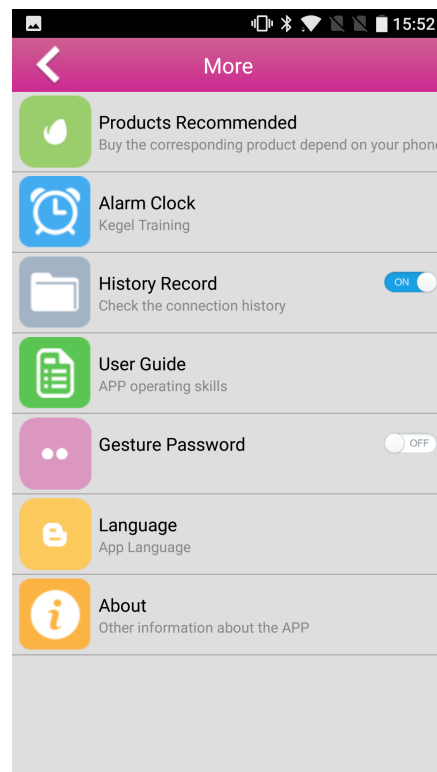 15:52
More
Products Recommended
Buy the corresponding product depend on your phone
Alarm Clock
Kegel Training
History Record
ON
Check the connection history
User Guide
APP operating skills
Gesture Password
OFF
Language
App Language
About
Other information about the APP